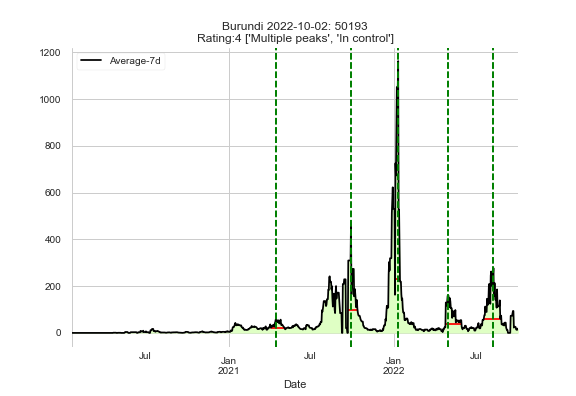 Burundi 2022-10-02: 50193
Rating:4 ['Multiple peaks', 'In control']
Average-7d
1200
1000
800
600
400
200
0
Jul
Jan
2021
Jul
Jan
2022
Jul
Date